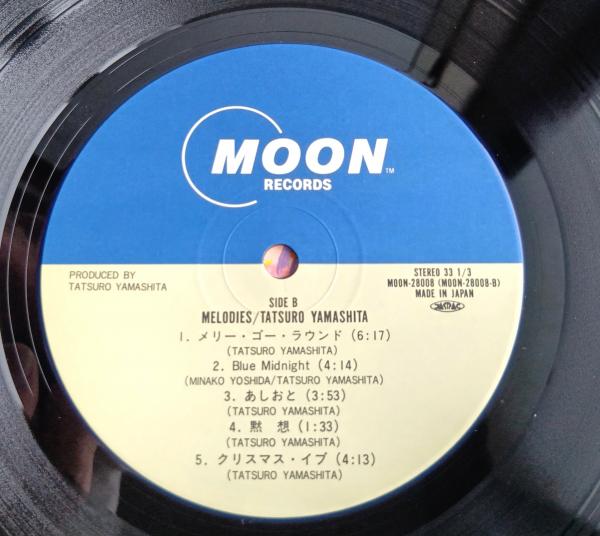 MOON™
RECORDS
PRODUCED BY
TATSURO YAMASHITA
STEREO 33 1/3
MOON-28008 (MOON-28008-B)
MADE IN JAPAN
JASRAC
SIDE B
MELODIES/TATSURO YAMASHITA
1. メリー・ゴー・ラウンド (6:17)
(TATSURO YAMASHITA)
2. Blue Midnight (4:14)
(MINAKO YOSHIDA/TATSURO YAMASHITA)
3. あしおと (3:53)
(TATSURO YAMASHITA)
4. 黙 想 (1:33)
(TATSURO YAMASHITA)
5. クリスマス・イブ (4:13)
(TATSURO YAMASHITA)